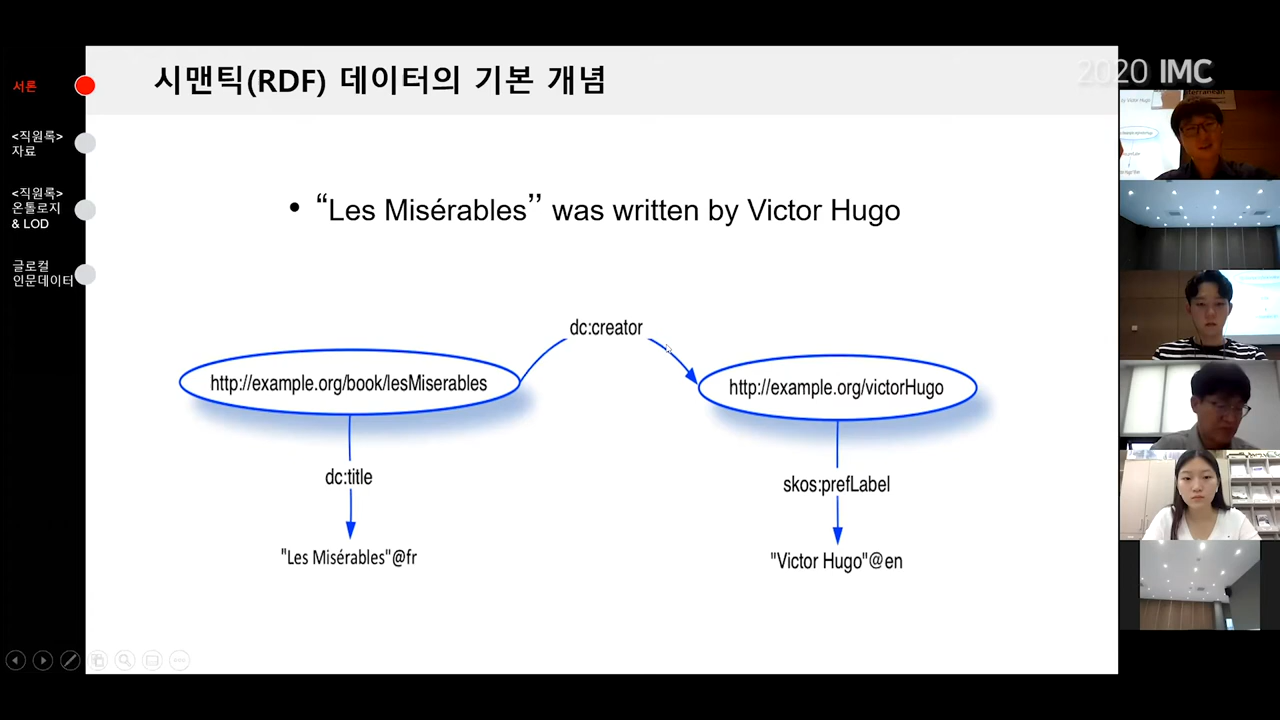 시맨틱(RDF) 데이터의 기본 개념
2020 IMC
서론
<직원록>
자료
<직원록>
온톨로지
& LOD
글로컬
인문데이터
• “Les Misérables’’ was written by Victor Hugo
dc:creator
http://example.org/book/lesMiserables
http://example.org/victorHugo
dc:title
skos:prefLabel
"Les Misérables"@fr
"Victor Hugo"@en